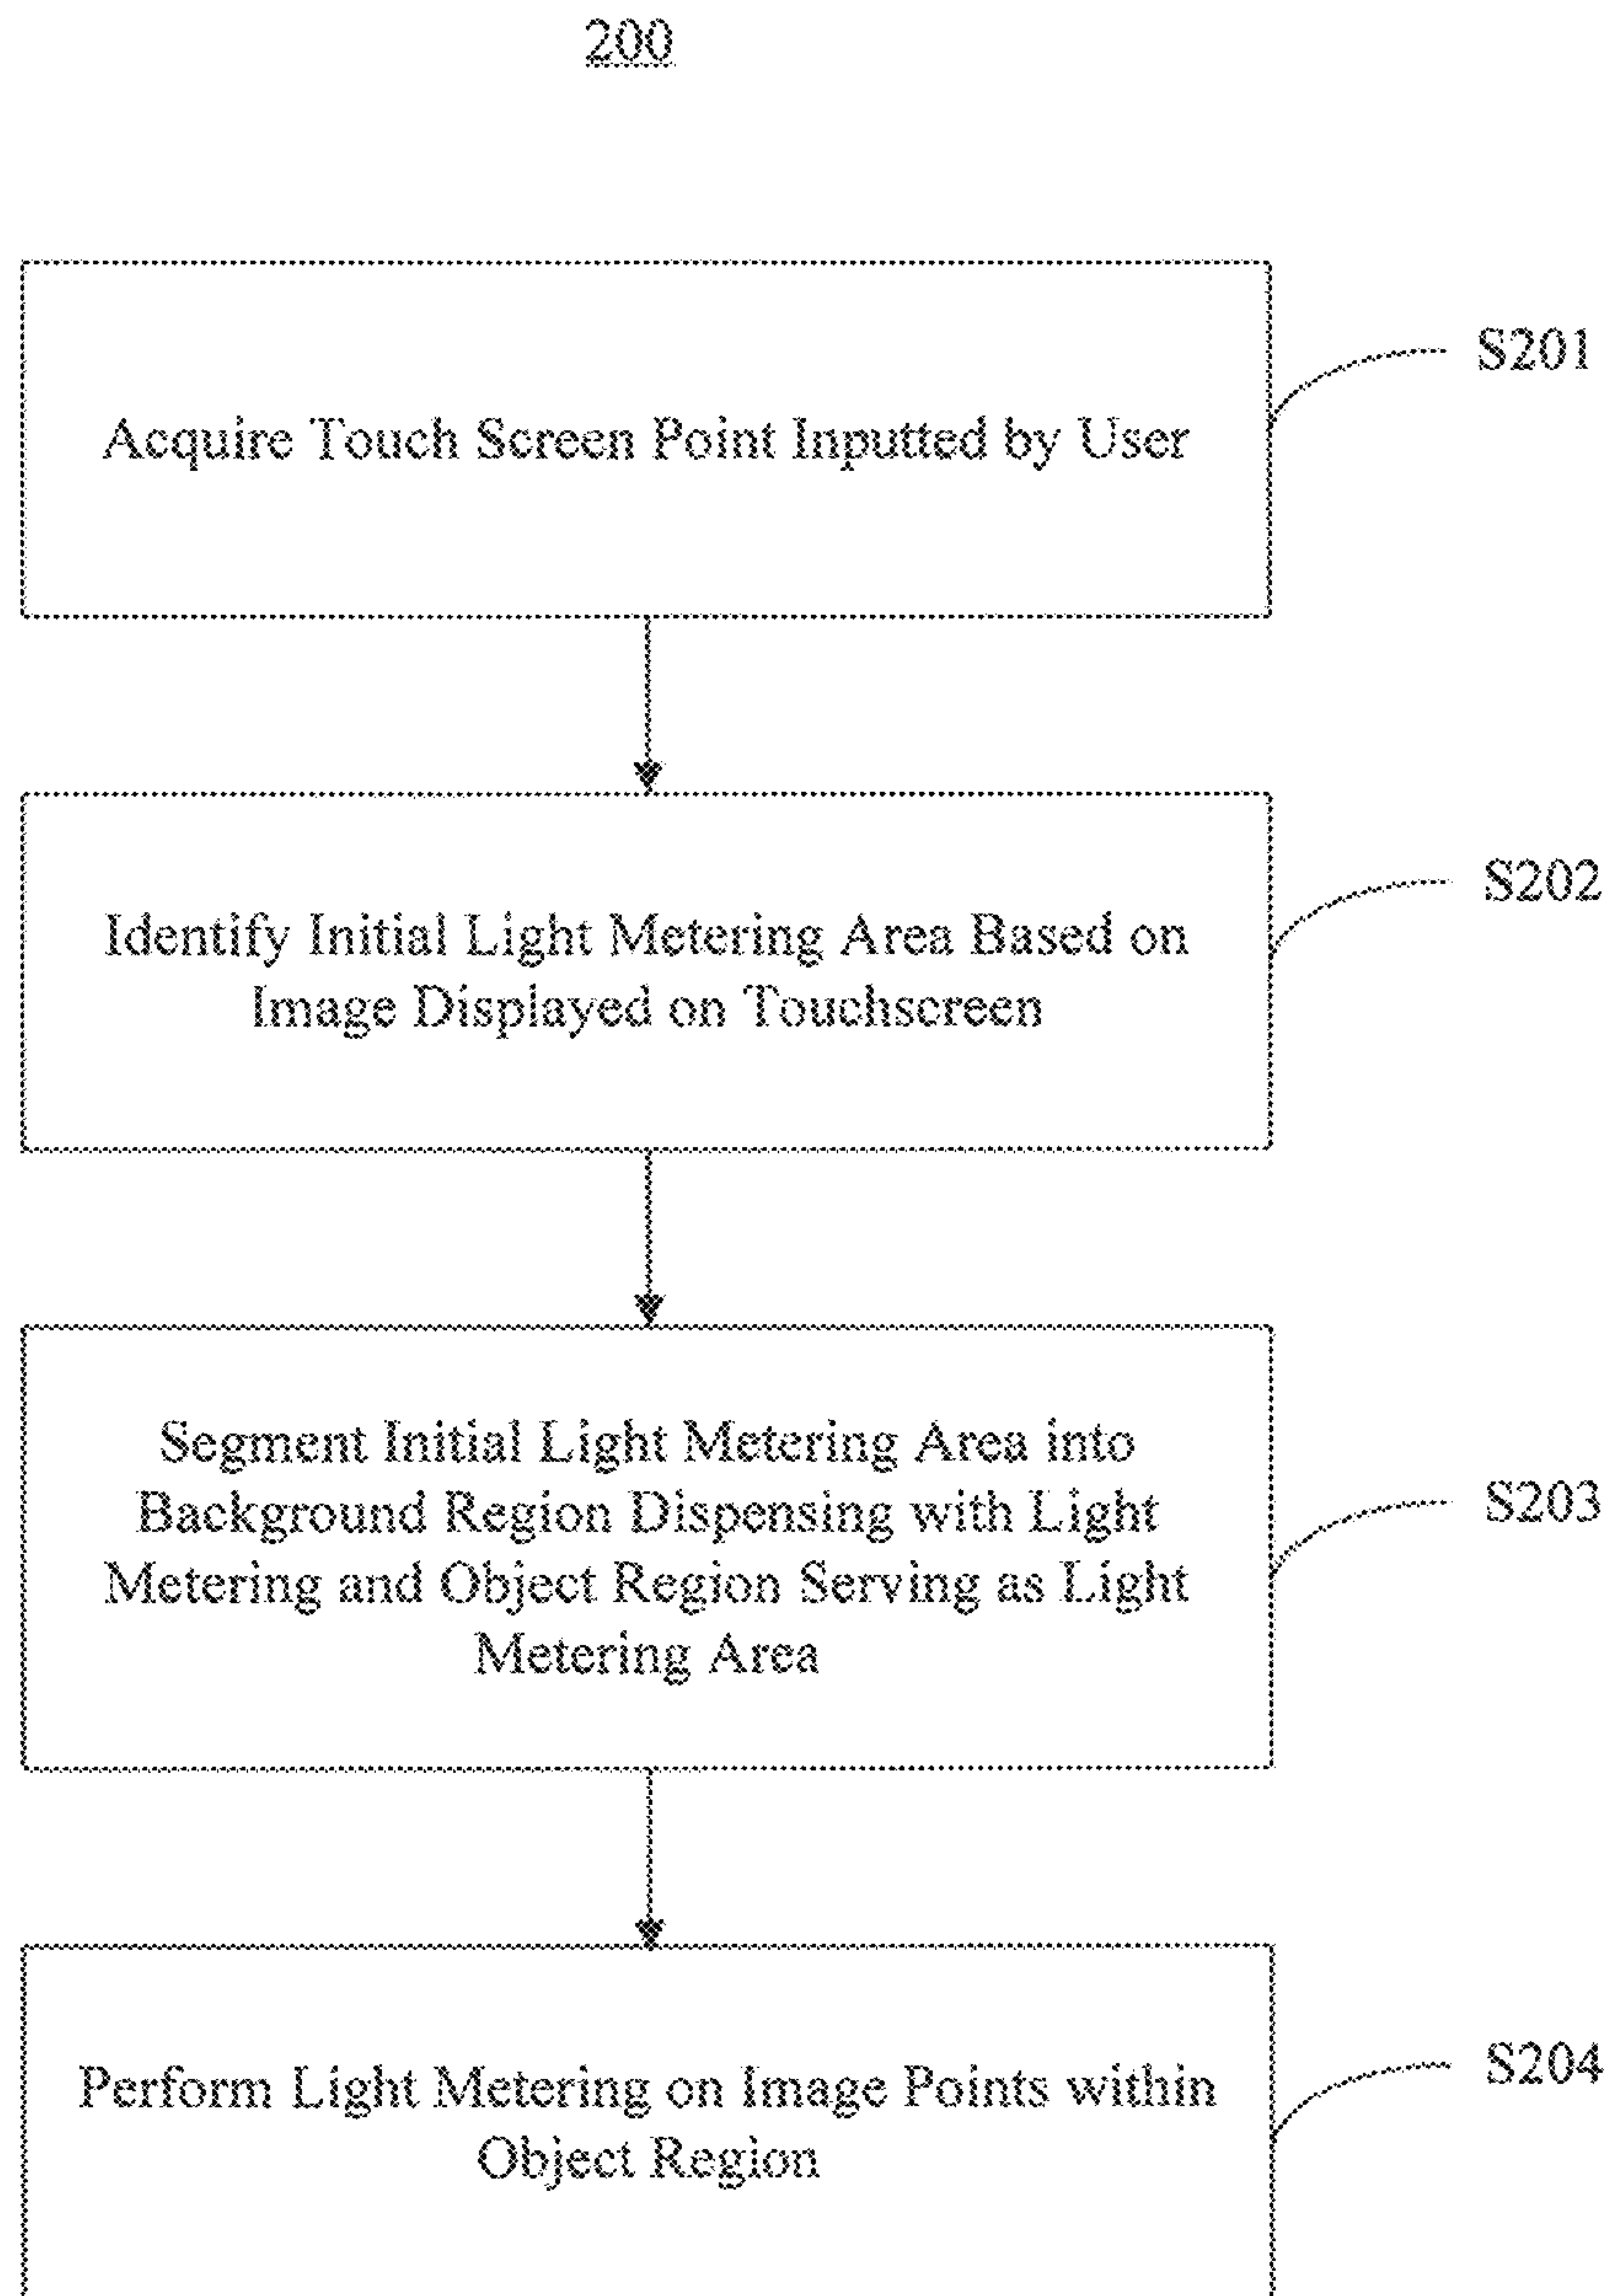 200
Acquire Touch Screen Point Inputted by User
S201
Identify Initial Light Metering Area Based on
Image Displayed on Touchscreen
S202
Segment Initial Light Metering Area into
Background Region Dispensing with Light
Metering and Object Region Serving as Light
Metering Area
S203
Perform Light Metering on Image Points within
Object Region
S204